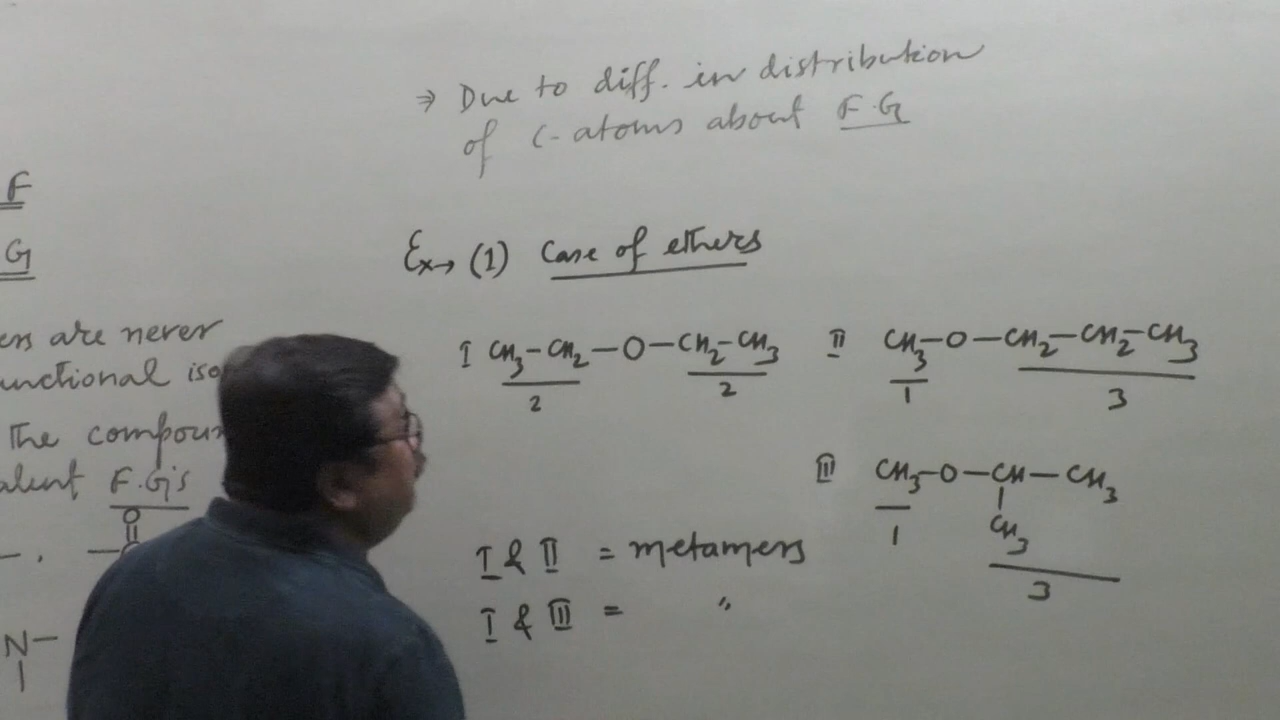 ⇒ Due to diff. in distribution
of C-atoms about F.G
F
G
are never
unctional iso
The compoun
alent F.G's
O
N
Ex→ (1) Case of ethers
I CH₃-CH₂-O-CH₂-CH₃ II CH₃-O-CH₂-CH₂-CH₃
2 2 1 3
III CH₃-O-CH-CH₃
CH₃
1 3
I & II = metamers
I & III = "